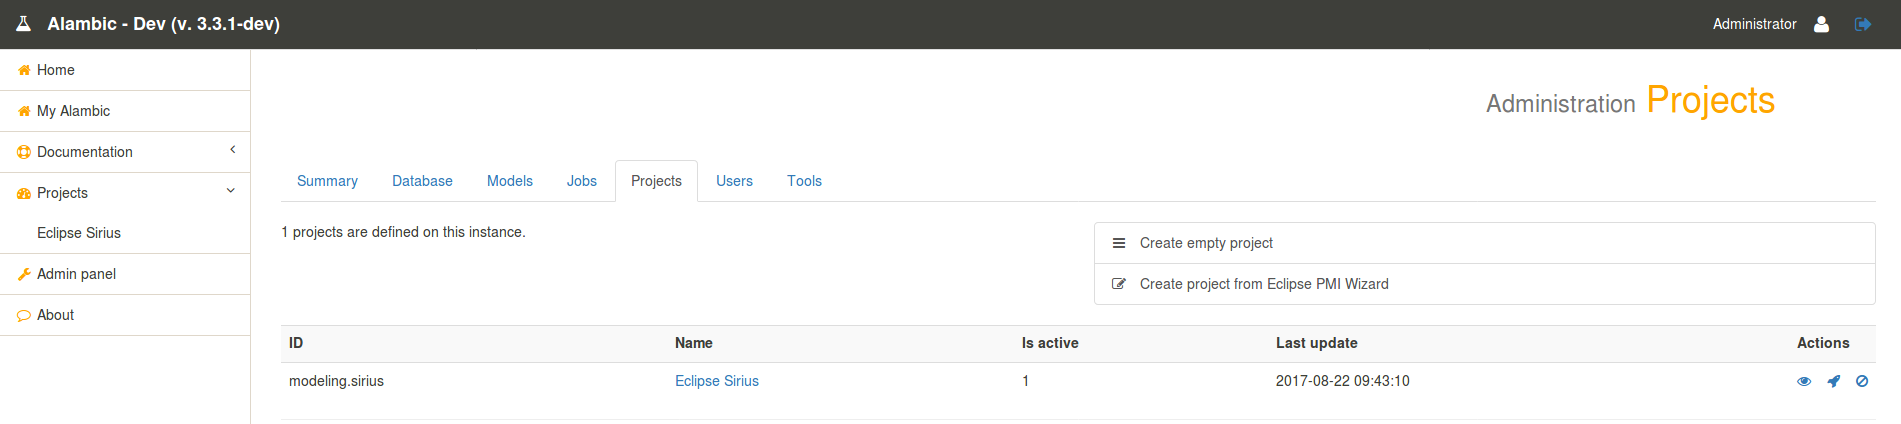 Alambic - Dev (v. 3.3.1-dev)
Administrator
Home
My Alambic
Documentation
Projects
Eclipse Sirius
Admin panel
About
Administration Projects
Summary Database Models Jobs Projects Users Tools
1 projects are defined on this instance.
Create empty project
Create project from Eclipse PMI Wizard
ID Name Is active Last update Actions
modeling.sirius Eclipse Sirius 1 2017-08-22 09:43:10